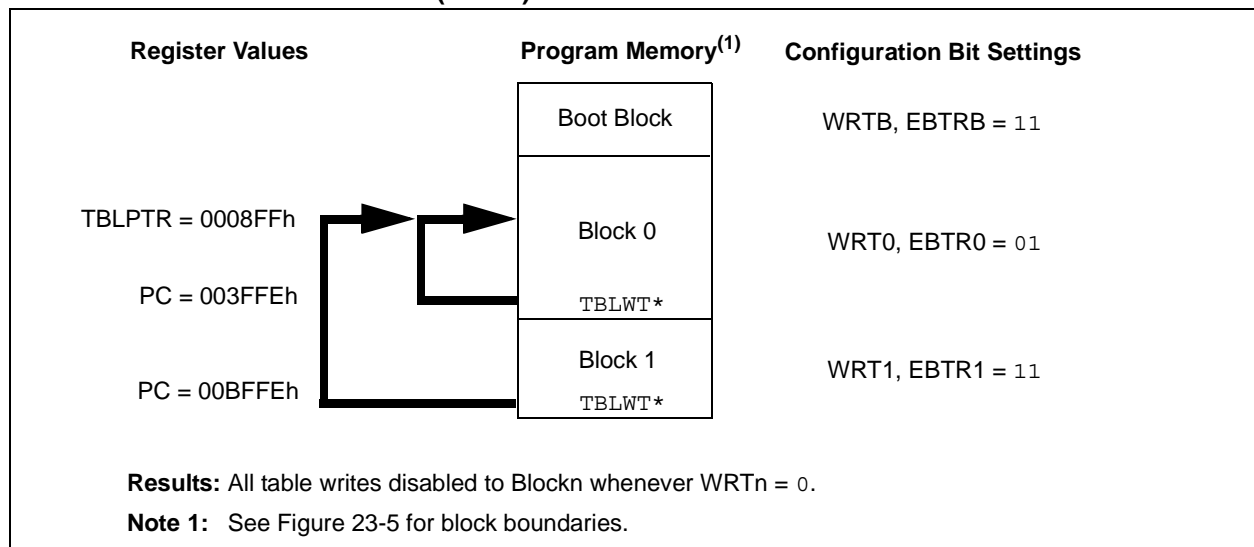 Register Values Program Memory(1) Configuration Bit Settings
Boot Block WRTB, EBTRB = 11
TBLPTR = 0008FFh
Block 0 WRT0, EBTR0 = 01
PC = 003FFEh TBLWT*
Block 1 WRT1, EBTR1 = 11
PC = 00BFFEh TBLWT*
Results: All table writes disabled to Blockn whenever WRTn = 0.
Note 1: See Figure 23-5 for block boundaries.